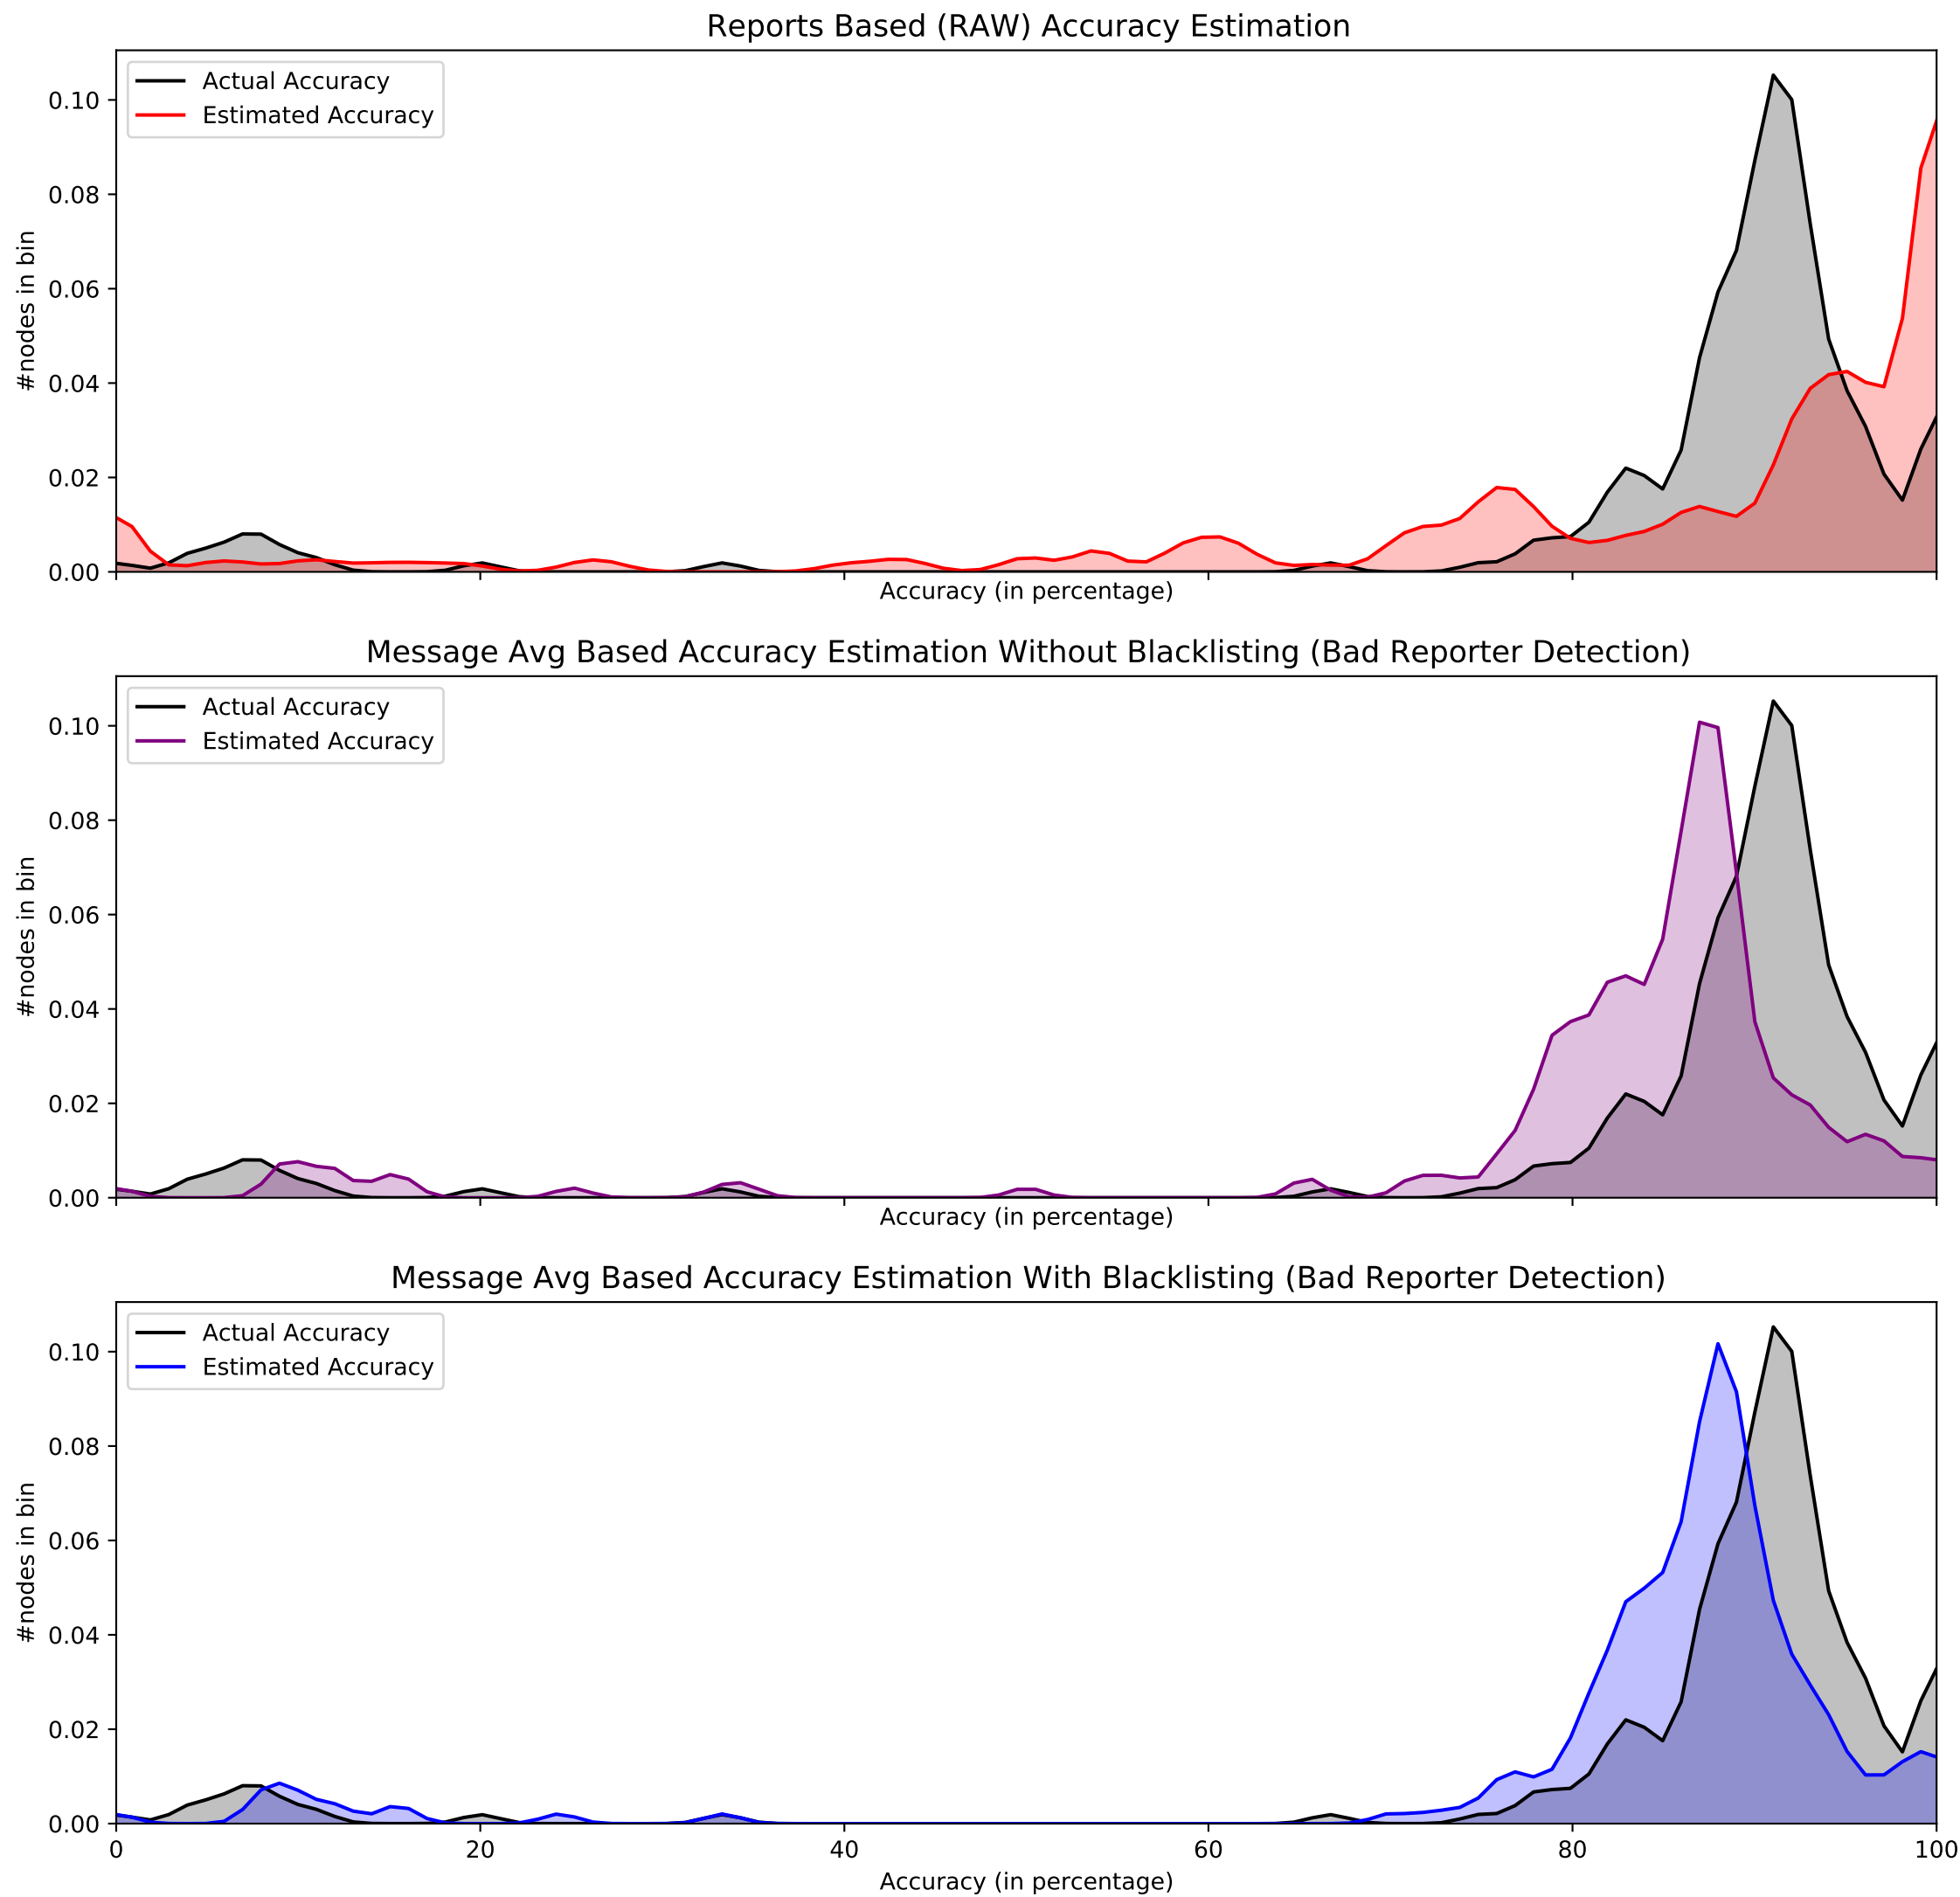 Reports Based (RAW) Accuracy Estimation
Actual Accuracy
Estimated Accuracy
#nodes in bin
0.10
0.08
0.06
0.04
0.02
0.00
Accuracy (in percentage)
Message Avg Based Accuracy Estimation Without Blacklisting (Bad Reporter Detection)
Actual Accuracy
Estimated Accuracy
#nodes in bin
0.10
0.08
0.06
0.04
0.02
0.00
Accuracy (in percentage)
Message Avg Based Accuracy Estimation With Blacklisting (Bad Reporter Detection)
Actual Accuracy
Estimated Accuracy
#nodes in bin
0.10
0.08
0.06
0.04
0.02
0.00
0 20 40 60 80 100
Accuracy (in percentage)